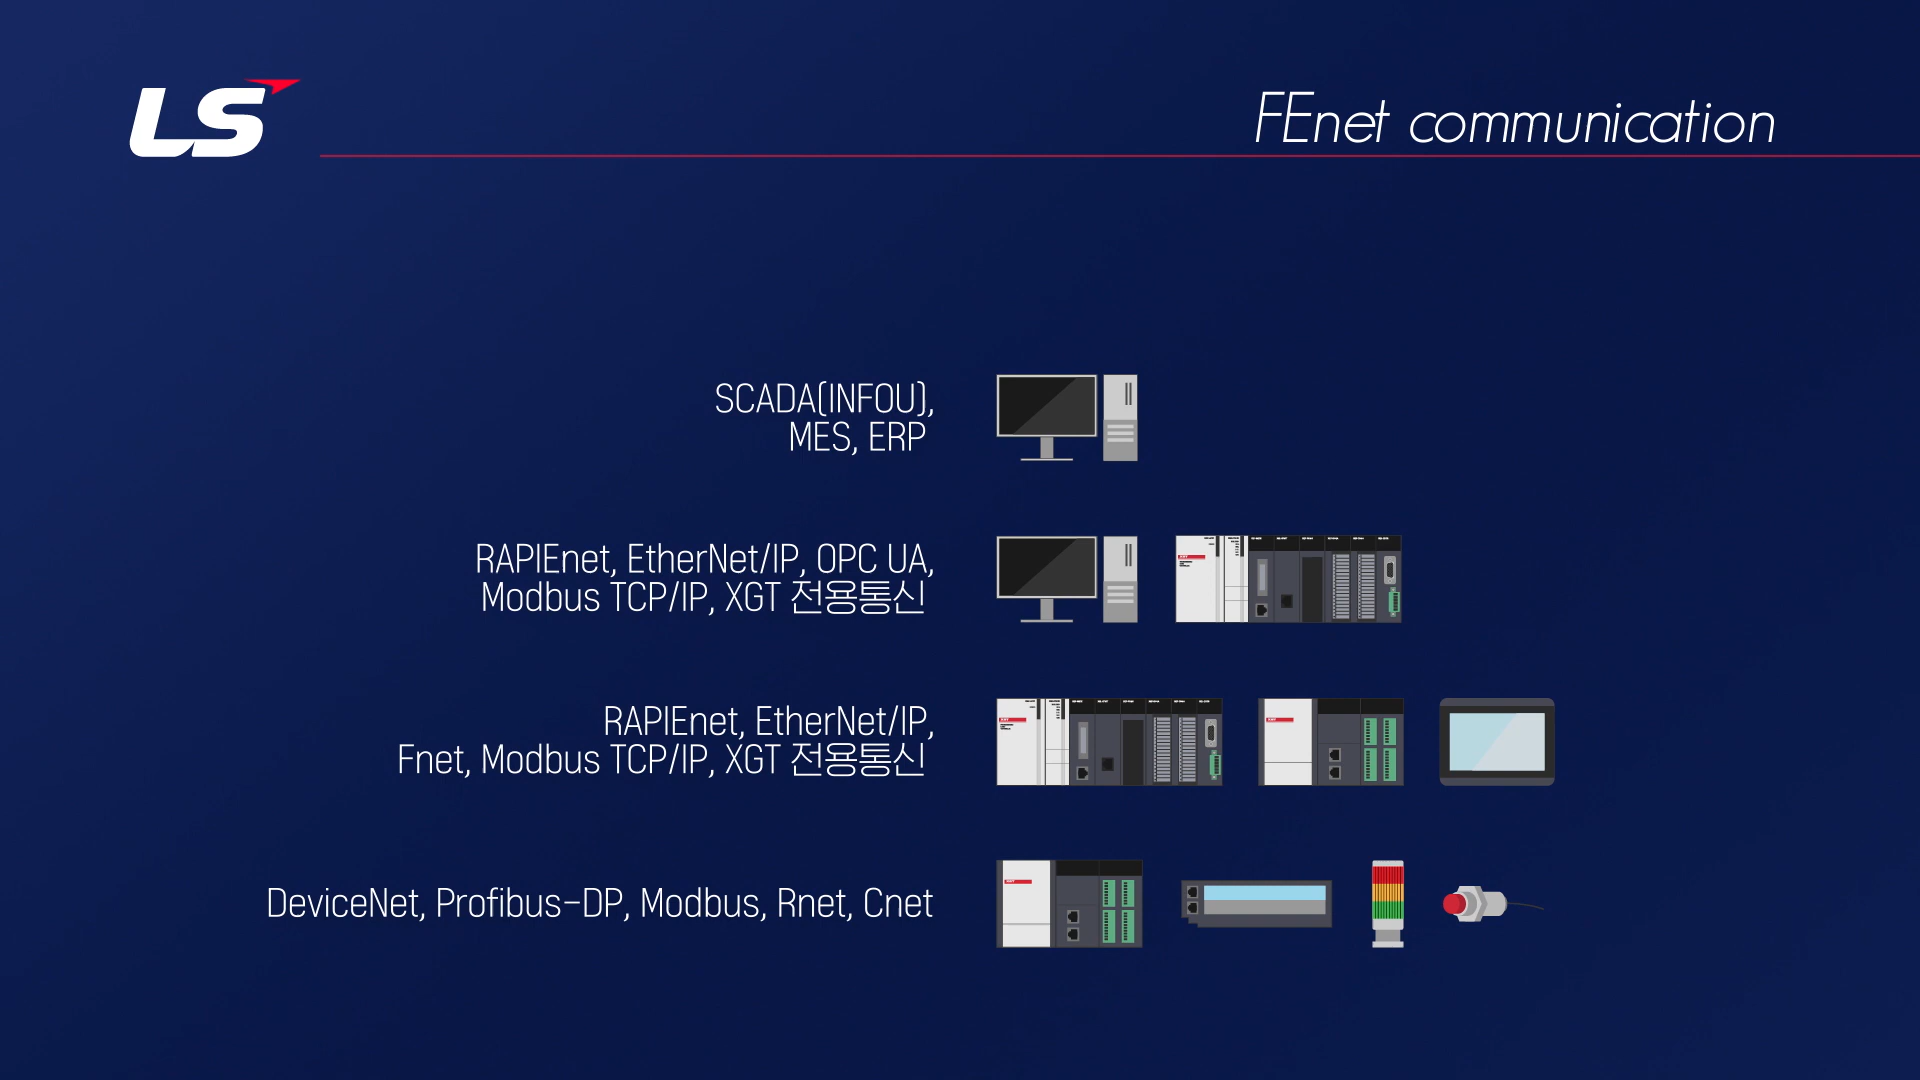 LS
FEnet communication
SCADA(INFOU),
MES, ERP
RAPIEnet, EtherNet/IP, OPC UA,
Modbus TCP/IP, XGT 전용통신
RAPIEnet, EtherNet/IP,
Fnet, Modbus TCP/IP, XGT 전용통신
DeviceNet, Profibus-DP, Modbus, Rnet, Cnet